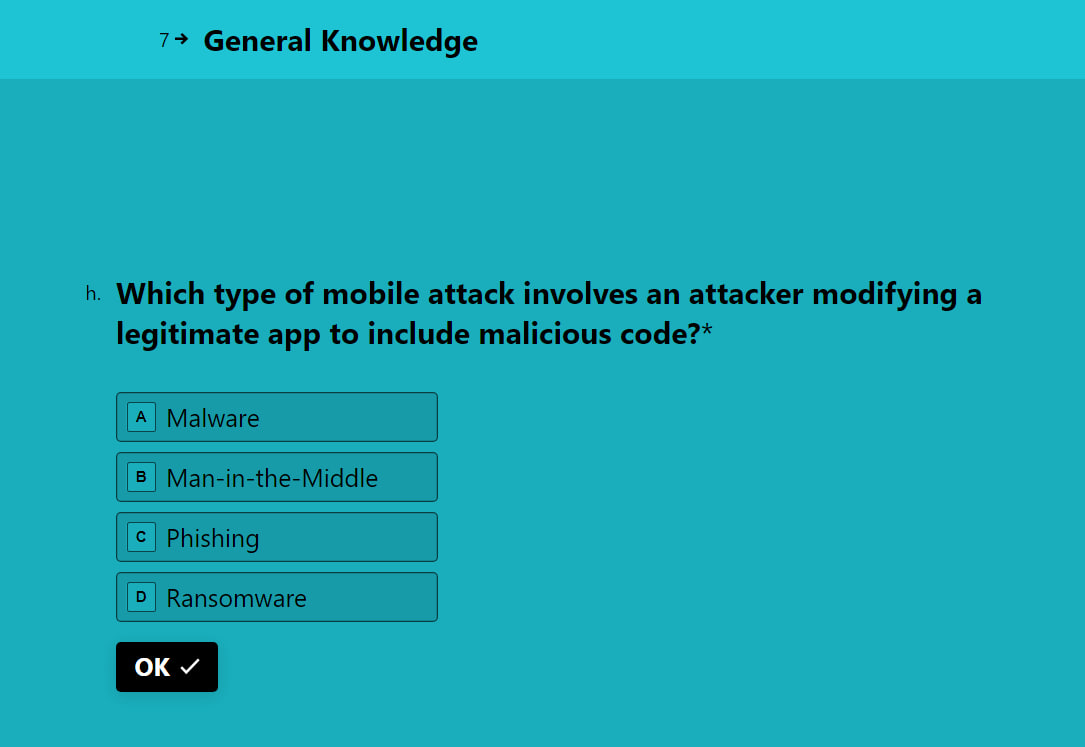 7→ General Knowledge
h. Which type of mobile attack involves an attacker modifying a
legitimate app to include malicious code?*
A Malware
B Man-in-the-Middle
C Phishing
D Ransomware
OK ✓